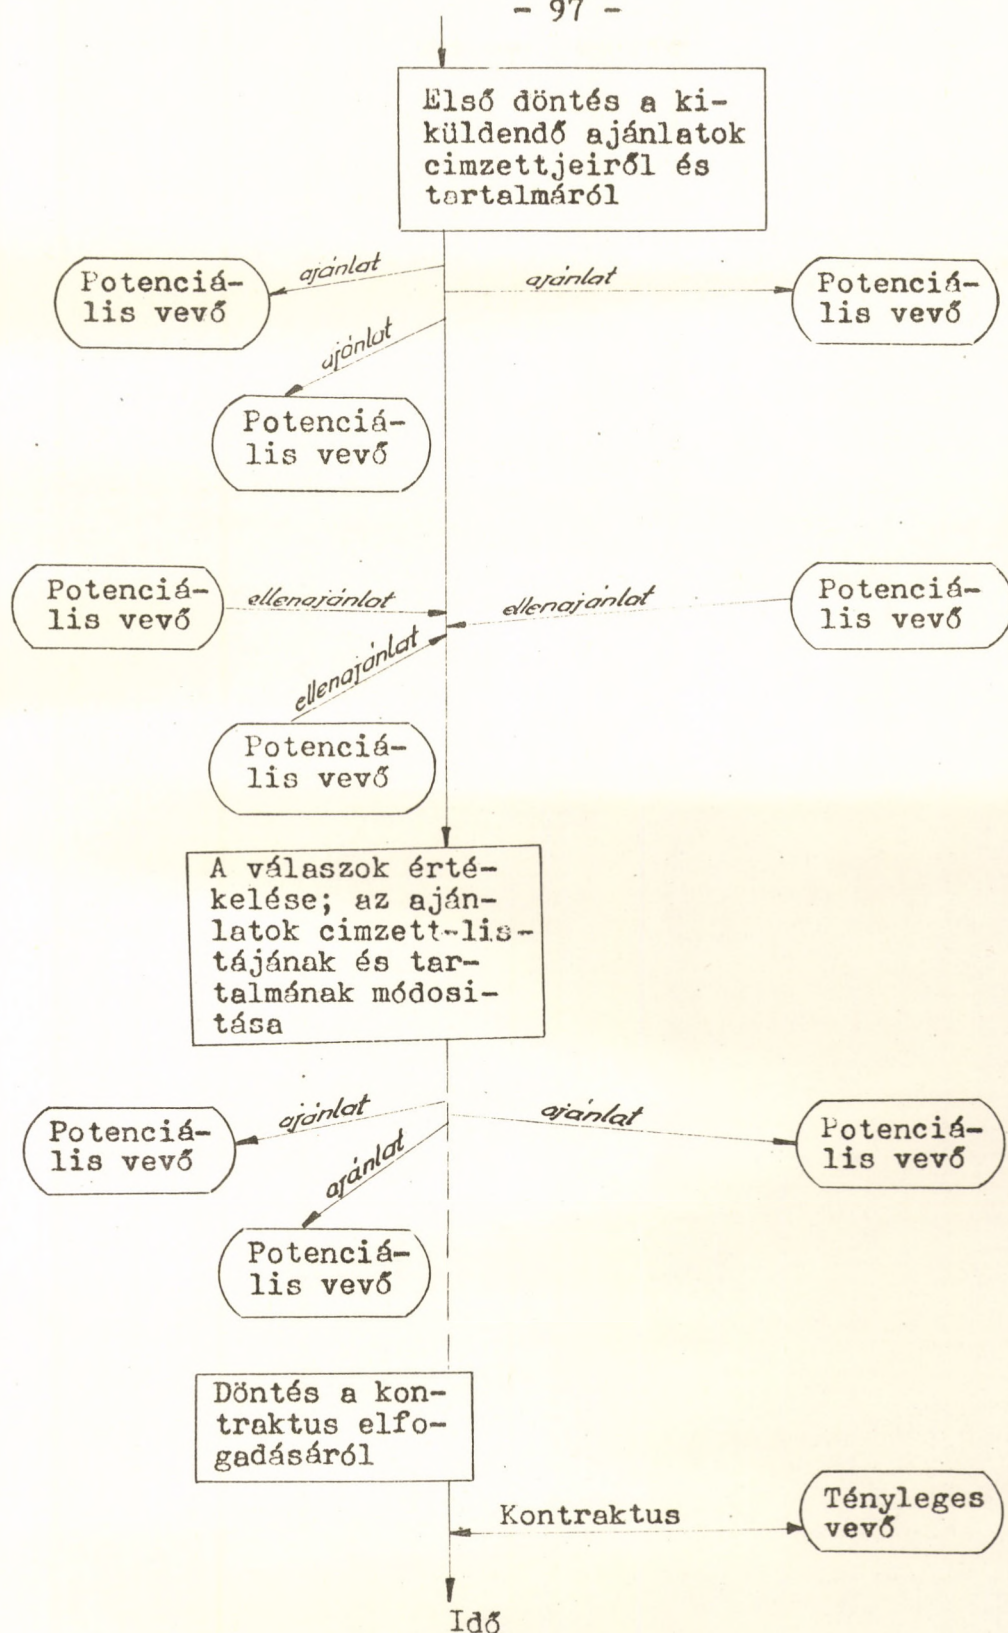 - 97 -
Első döntés a ki-
küldendő ajánlatok
cimzettjeiről és
tartalmáról
ajánlat
ajánlat
Potenciá-
lis vevő
Potenciá-
lis vevő
ajánlat
Potenciá-
lis vevő
Potenciá-
lis vevő
ellenajánlat
ellenajánlat
Potenciá-
lis vevő
ellenajánlat
Potenciá-
lis vevő
A válaszok érté-
kelése; az aján-
latok cimzett-lis-
tájának és tar-
talmának módosi-
tása
ajánlat
ajánlat
Potenciá-
lis vevő
Potenciá-
lis vevő
ajánlat
Potenciá-
lis vevő
Döntés a kon-
traktus elfo-
gadásáról
Kontraktus
Tényleges
vevő
Idő